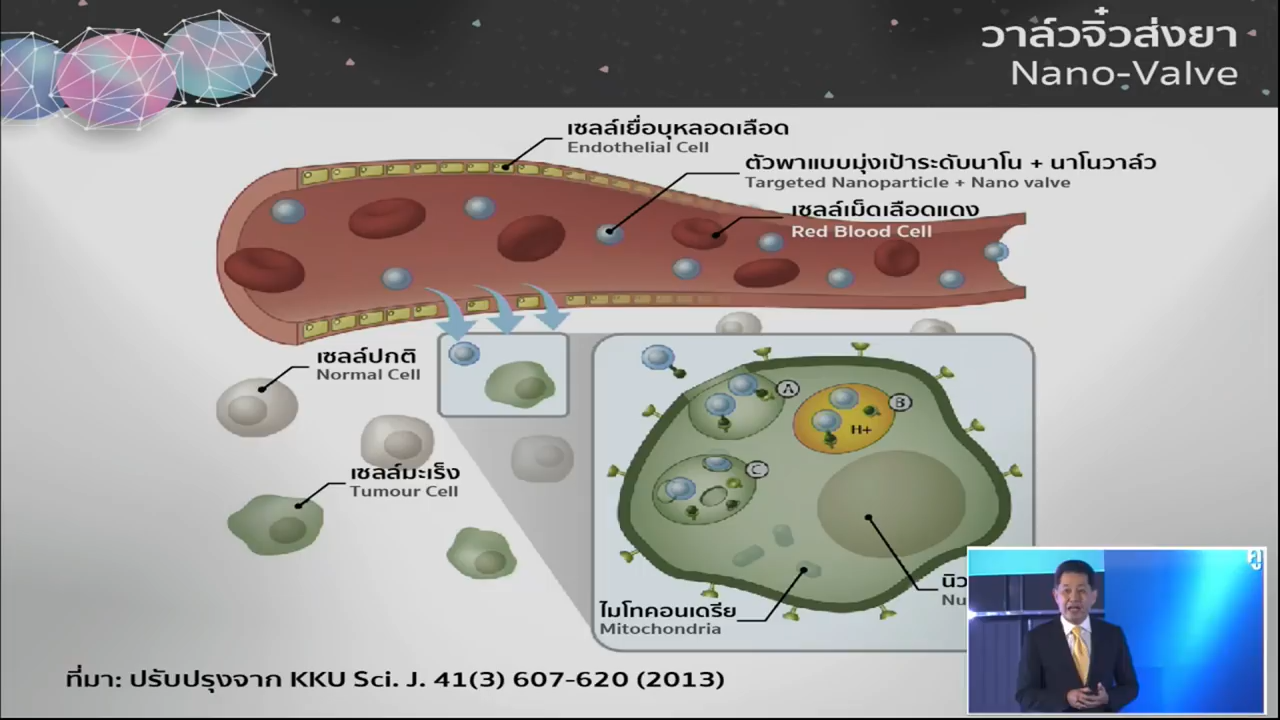 วาล์วจิ๋วส่งยา
Nano-Valve
เซลล์เยื่อบุหลอดเลือด
Endothelial Cell
ตัวพาแบบมุ่งเป้าระดับนาโน + นาโนวาล์ว
Targeted Nanoparticle + Nano valve
เซลล์เม็ดเลือดแดง
Red Blood Cell
เซลล์ปกติ
Normal Cell
A
B
H+
C
เซลล์มะเร็ง
Tumour Cell
ไมโทคอนเดรีย
Mitochondria
ที่มา: ปรับปรุงจาก KKU Sci. J. 41(3) 607-620 (2013)